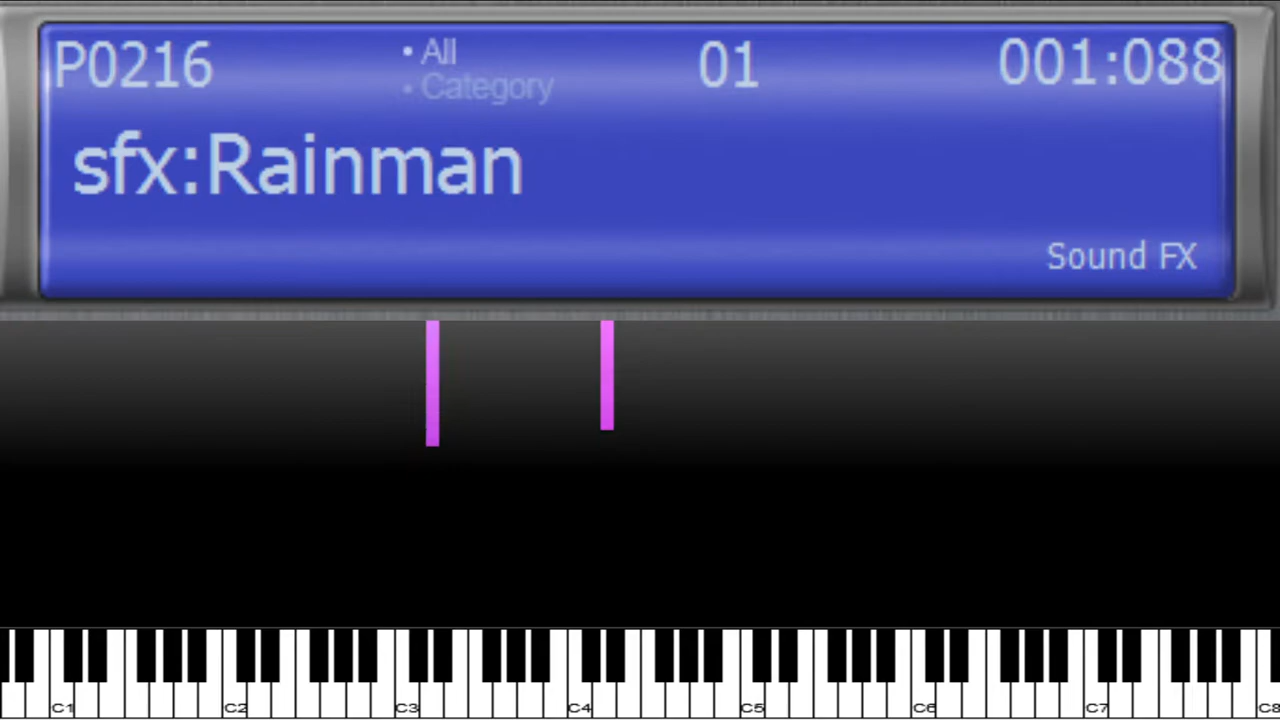 P0216 • All 01 001:088
• Category
sfx:Rainman
Sound FX
C1 C2 C3 C4 C5 C6 C7 C8